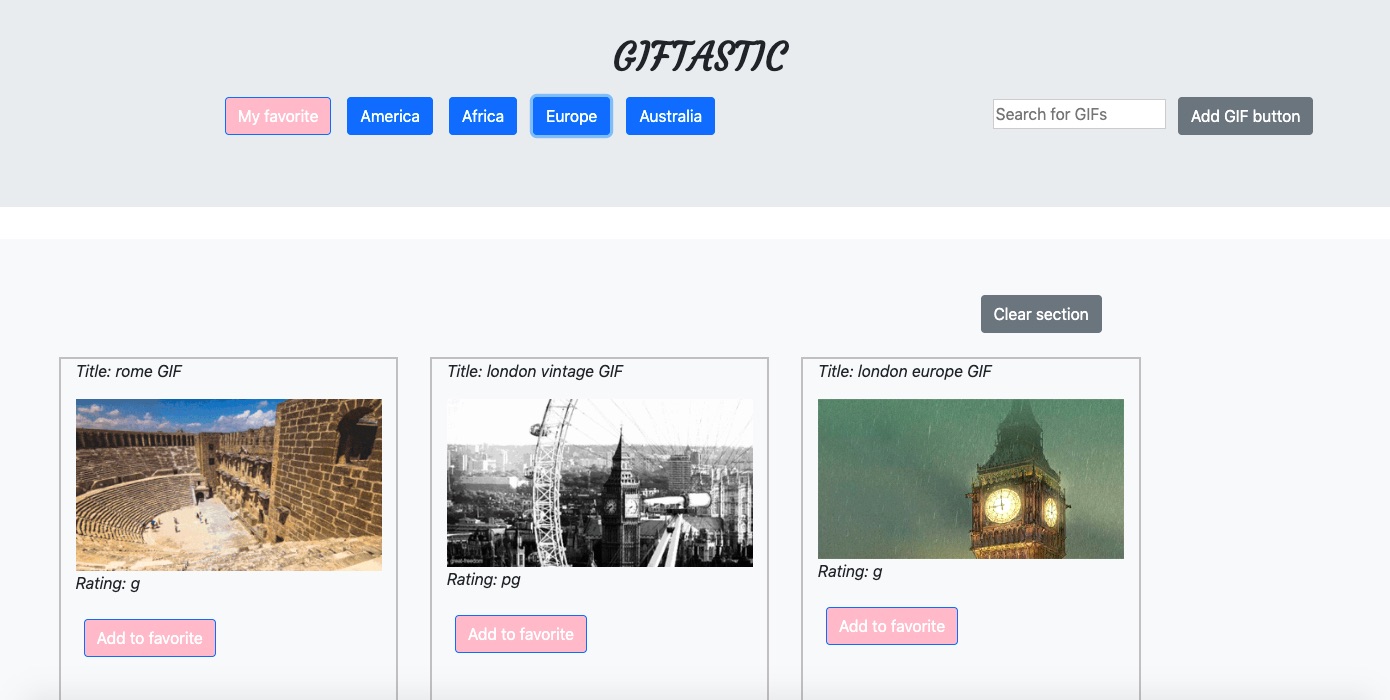 GIFTASTIC
My favorite
America
Africa
Europe
Australia
Search for GIFs
Add GIF button
Clear section
Title: rome GIF
Title: london vintage GIF
Title: london europe GIF
Rating: g
Rating: pg
Rating: g
Add to favorite
Add to favorite
Add to favorite